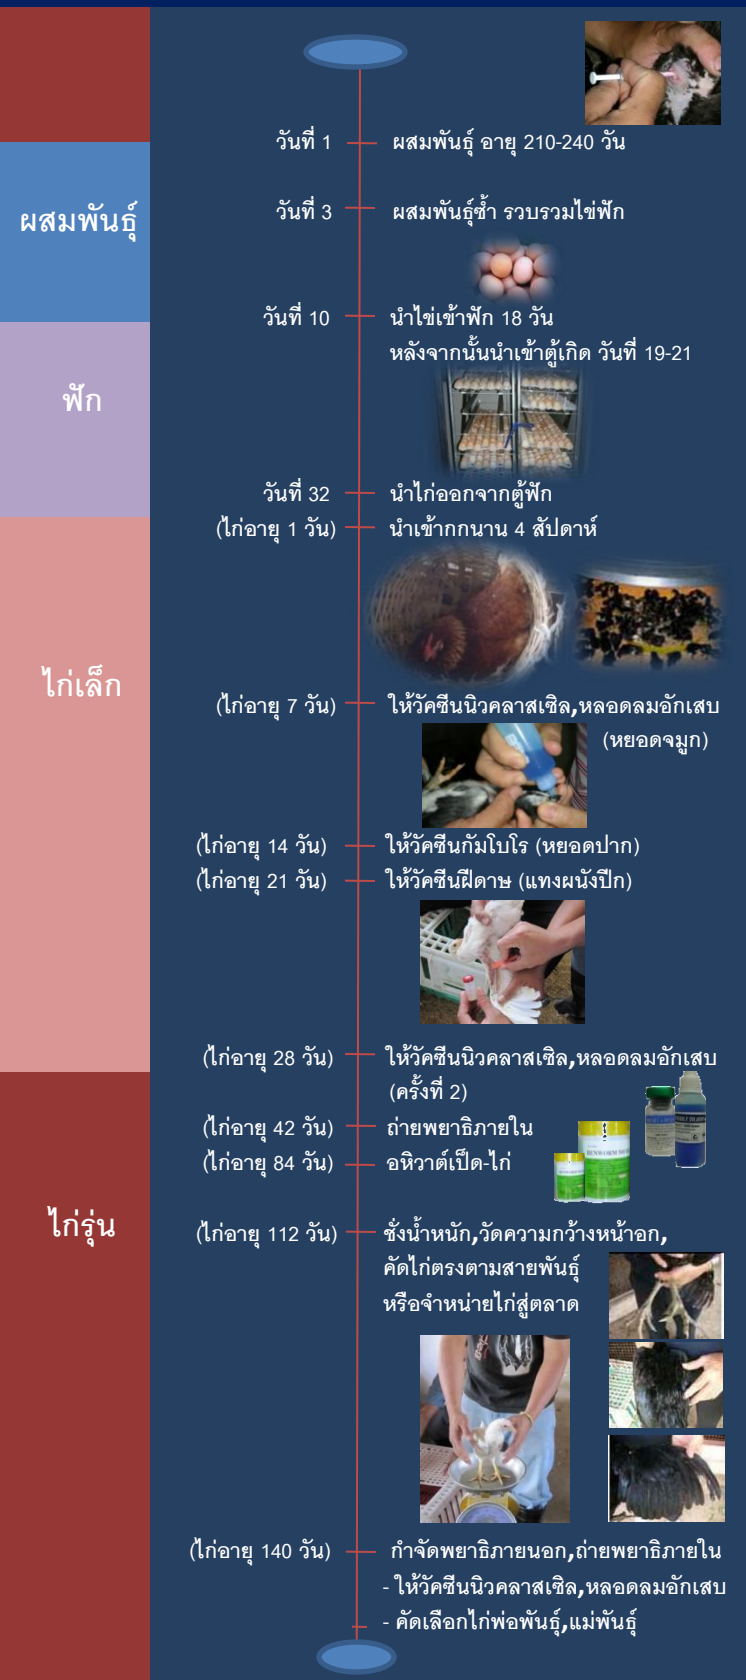 วันที่ 1 ผสมพันธุ์ อายุ 210-240 วัน
ผสมพันธุ์
วันที่ 3 ผสมพันธุ์ซ้ำ รวบรวมไข่ฟัก
วันที่ 10 นำไข่เข้าฟัก 18 วัน
หลังจากนั้นนำเข้าตู้เกิด วันที่ 19-21
ฟัก
วันที่ 32 นำไก่ออกจากตู้ฟัก
(ไก่อายุ 1 วัน) นำเข้ากกนาน 4 สัปดาห์
ไก่เล็ก
(ไก่อายุ 7 วัน) ให้วัคซีนนิวคลาสเซิล,หลอดลมอักเสบ
(หยอดจมูก)
(ไก่อายุ 14 วัน) ให้วัคซีนกัมโบโร (หยอดปาก)
(ไก่อายุ 21 วัน) ให้วัคซีนฝีดาษ (แทงผนังปีก)
(ไก่อายุ 28 วัน) ให้วัคซีนนิวคลาสเซิล,หลอดลมอักเสบ
(ครั้งที่ 2)
(ไก่อายุ 42 วัน) ถ่ายพยาธิภายใน
(ไก่อายุ 84 วัน) อหิวาต์เป็ด-ไก่
ไก่รุ่น
(ไก่อายุ 112 วัน) ชั่งน้ำหนัก,วัดความกว้างหน้าอก,
คัดไก่ตรงตามสายพันธุ์
หรือจำหน่ายไก่สู่ตลาด
(ไก่อายุ 140 วัน) กำจัดพยาธิภายนอก,ถ่ายพยาธิภายใน
- ให้วัคซีนนิวคลาสเซิล,หลอดลมอักเสบ
- คัดเลือกไก่พ่อพันธุ์,แม่พันธุ์